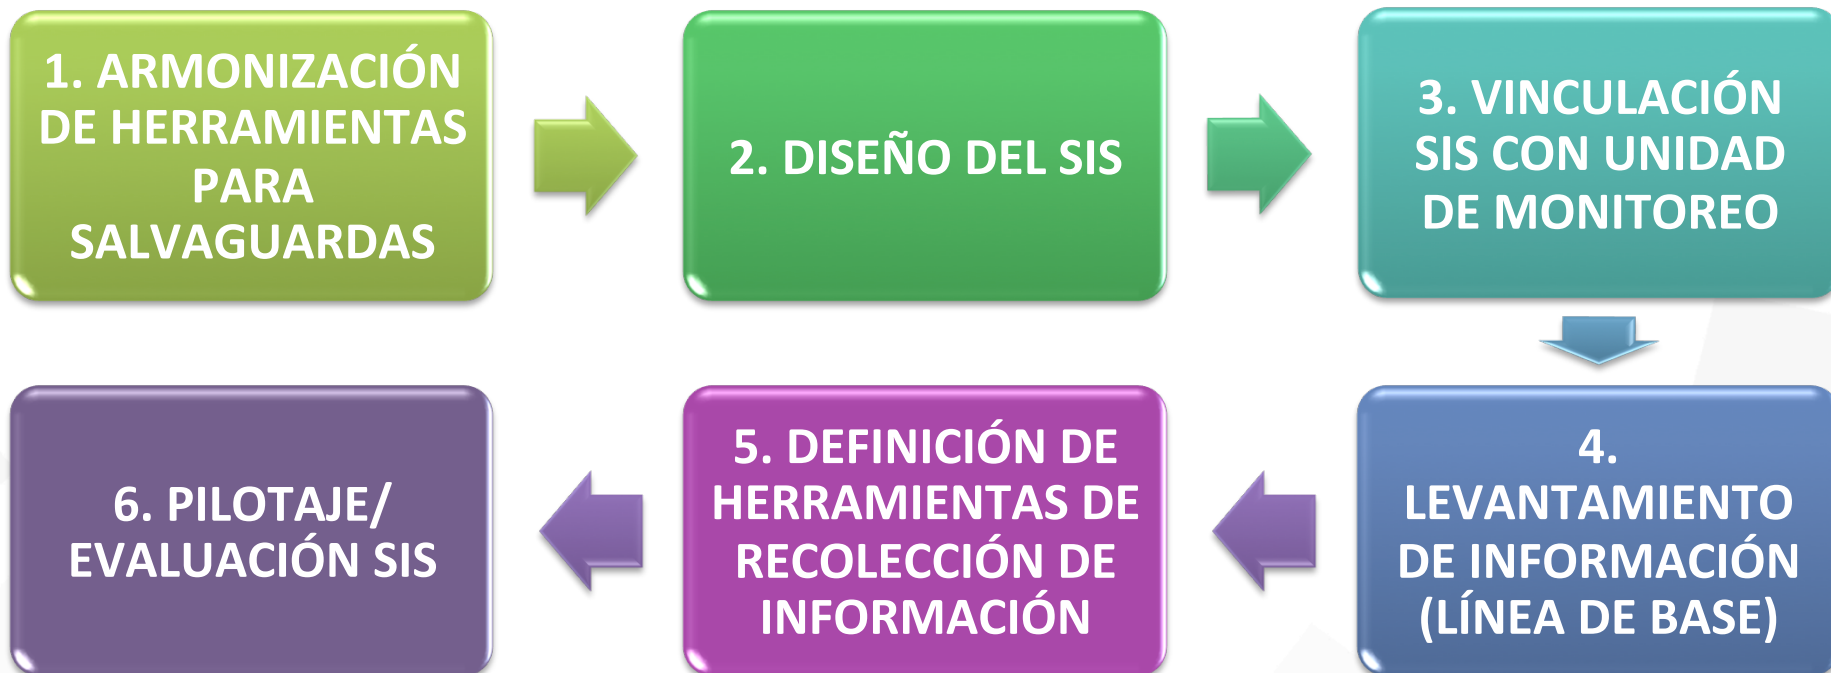 1. ARMONIZACIÓN
DE HERRAMIENTAS
PARA
SALVAGUARDAS
2. DISEÑO DEL SIS
3. VINCULACIÓN
SIS CON UNIDAD
DE MONITOREO
4.
LEVANTAMIENTO
DE INFORMACIÓN
(LÍNEA DE BASE)
5. DEFINICIÓN DE
HERRAMIENTAS DE
RECOLECCIÓN DE
INFORMACIÓN
6. PILOTAJE/
EVALUACIÓN SIS